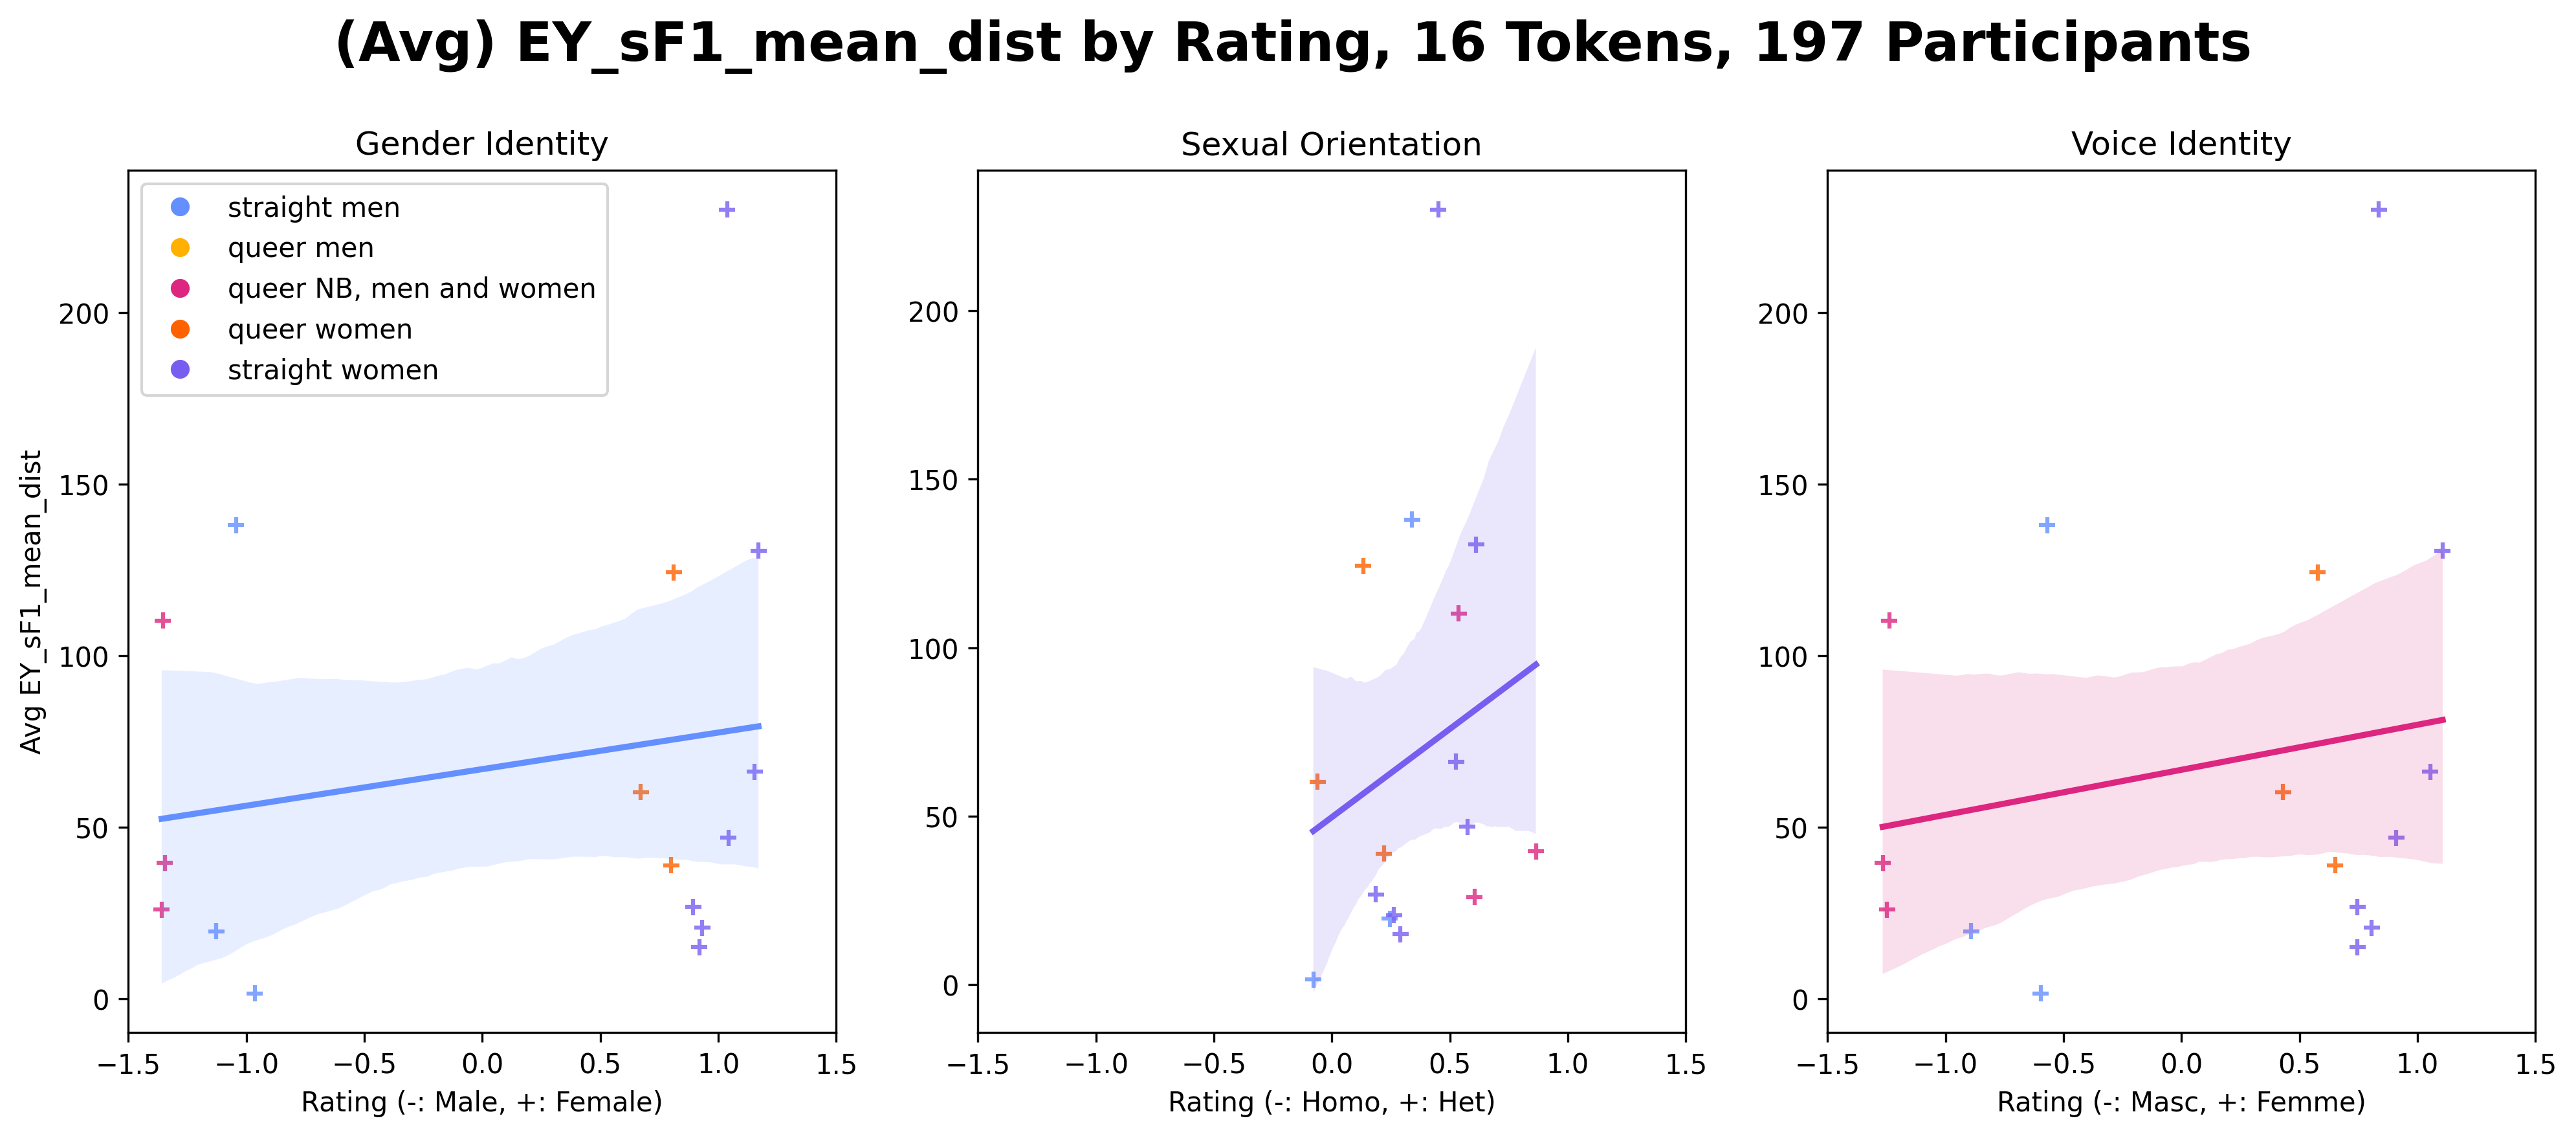 (Avg) EY_sF1_mean_dist by Rating, 16 Tokens, 197 Participants
Gender Identity
straight men
queer men
queer NB, men and women
queer women
straight women
Avg EY_sF1_mean_dist
200
150
100
50
0
−1.5 −1.0 −0.5 0.0 0.5 1.0 1.5
Rating (-: Male, +: Female)
Sexual Orientation
200
150
100
50
0
−1.5 −1.0 −0.5 0.0 0.5 1.0 1.5
Rating (-: Homo, +: Het)
Voice Identity
200
150
100
50
0
−1.5 −1.0 −0.5 0.0 0.5 1.0 1.5
Rating (-: Masc, +: Femme)